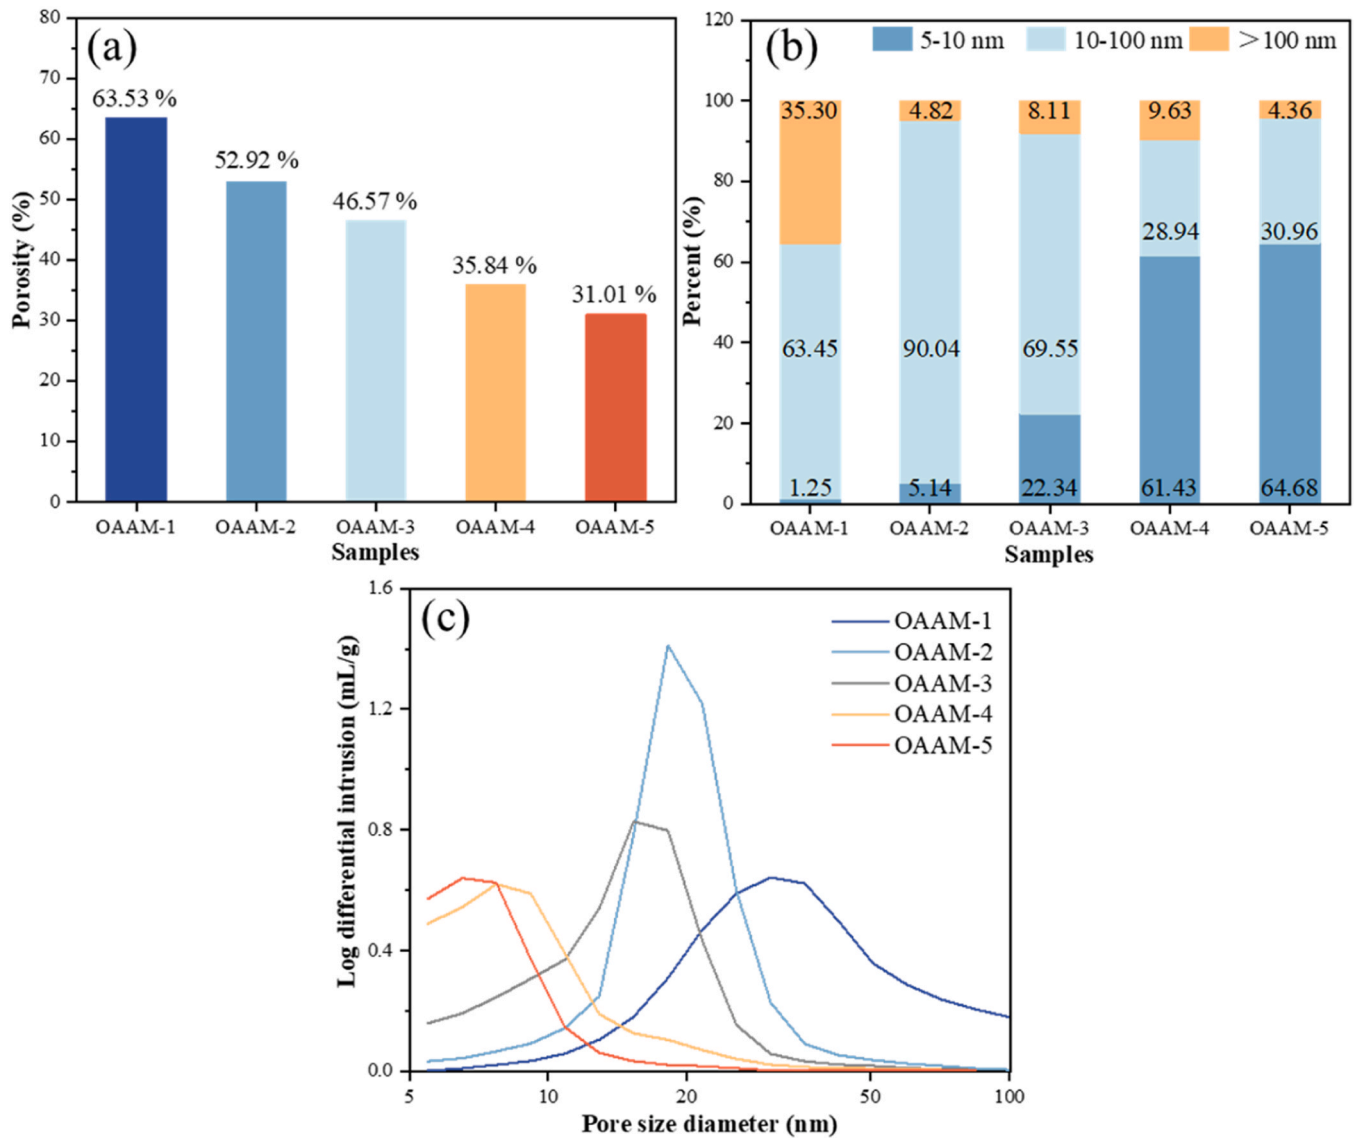 (a)
Porosity (%)
80
70
60
50
40
30
20
10
0
63.53 %
52.92 %
46.57 %
35.84 %
31.01 %
OAAM-1 OAAM-2 OAAM-3 OAAM-4 OAAM-5
Samples
(b)
5-10 nm 10-100 nm >100 nm
Percent (%)
120
100
80
60
40
20
0
35.30 4.82 8.11 9.63 4.36
28.94 30.96
63.45 90.04 69.55
1.25 5.14 22.34 61.43 64.68
OAAM-1 OAAM-2 OAAM-3 OAAM-4 OAAM-5
Samples
(c)
Log differential intrusion (mL/g)
1.6
1.2
0.8
0.4
0.0
OAAM-1
OAAM-2
OAAM-3
OAAM-4
OAAM-5
5 10 20 50 100
Pore size diameter (nm)